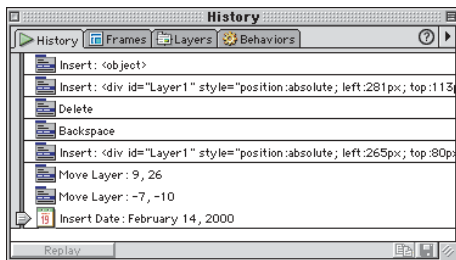 History
History Frames Layers Behaviors ?
Insert: <object>
Insert: <div id="Layer1" style="position:absolute; left:281px; top:113p
Delete
Backspace
Insert: <div id="Layer1" style="position:absolute; left:265px; top:80px
Move Layer: 9, 26
Move Layer: -7, -10
19 Insert Date: February 14, 2000
Replay